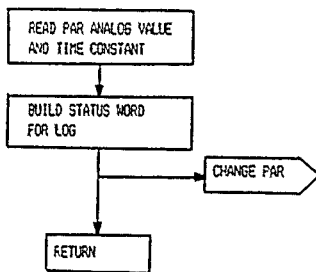 READ PAR ANALOG VALUE
AND TIME CONSTANT
BUILD STATUS WORD
FOR LOG
CHANGE PAR
RETURN